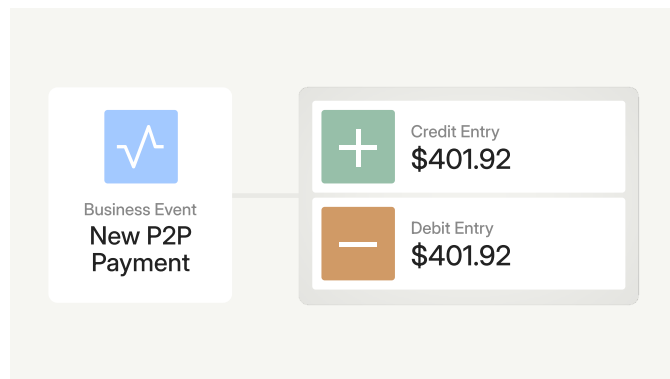 Business Event
New P2P
Payment
Credit Entry
$401.92
Debit Entry
$401.92